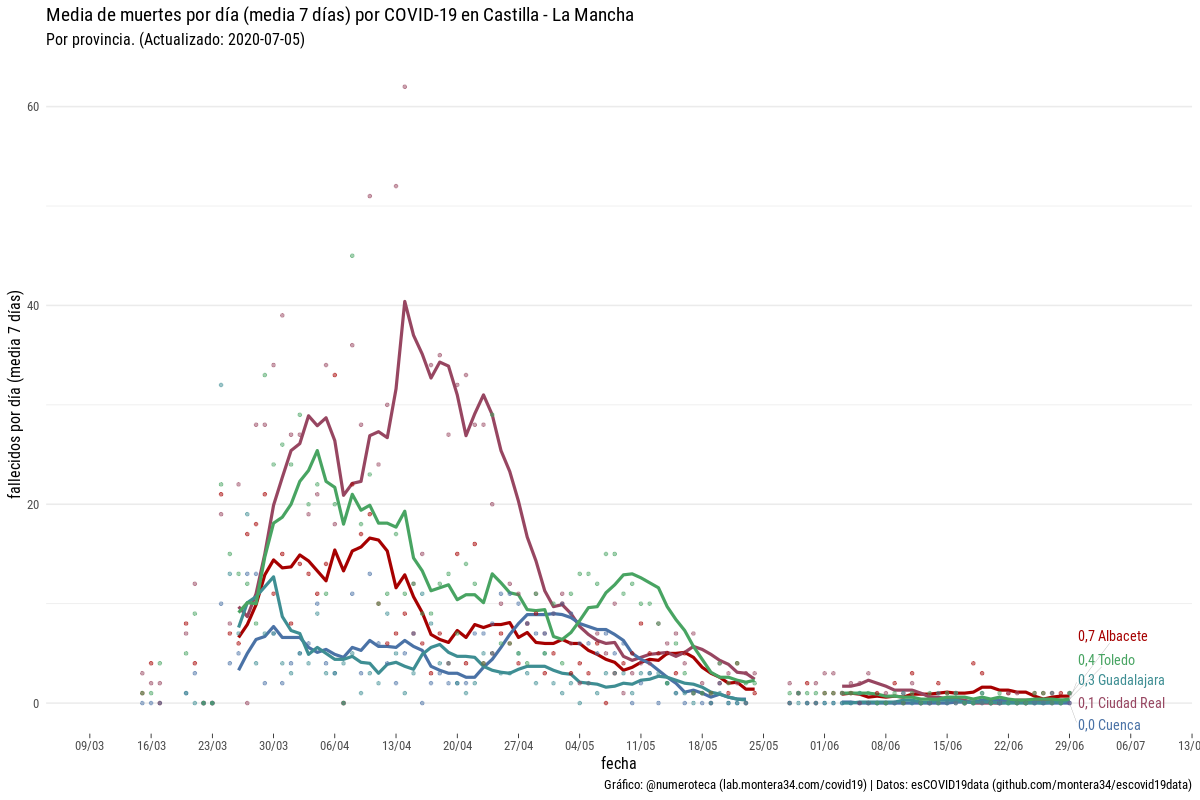 Media de muertes por día (media 7 días) por COVID-19 en Castilla - La Mancha
Por provincia. (Actualizado: 2020-07-05)
fallecidos por día (media 7 días)
60
40
20
0
0,7 Albacete
0,4 Toledo
0,3 Guadalajara
0,1 Ciudad Real
0,0 Cuenca
09/03 16/03 23/03 30/03 06/04 13/04 20/04 27/04 04/05 11/05 18/05 25/05 01/06 08/06 15/06 22/06 29/06 06/07 13/0
fecha
Gráfico: @numeroteca (lab.montera34.com/covid19) | Datos: esCOVID19data (github.com/montera34/escovid19data)